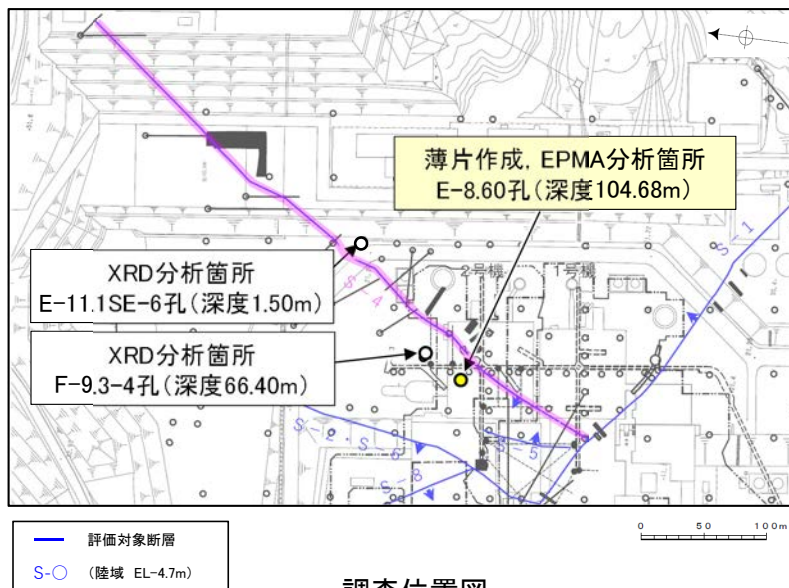 薄片作成, EPMA分析箇所
E-8.60孔(深度104.68m)
XRD分析箇所
E-11.1SE-6孔(深度1.50m)
XRD分析箇所
F-9.3-4孔(深度66.40m)
2号機
1号機
S-1
S-4
S-2・S-6
S-5
S-8
0 50 100m
評価対象断層
S-〇 (陸域 EL-4.7m)